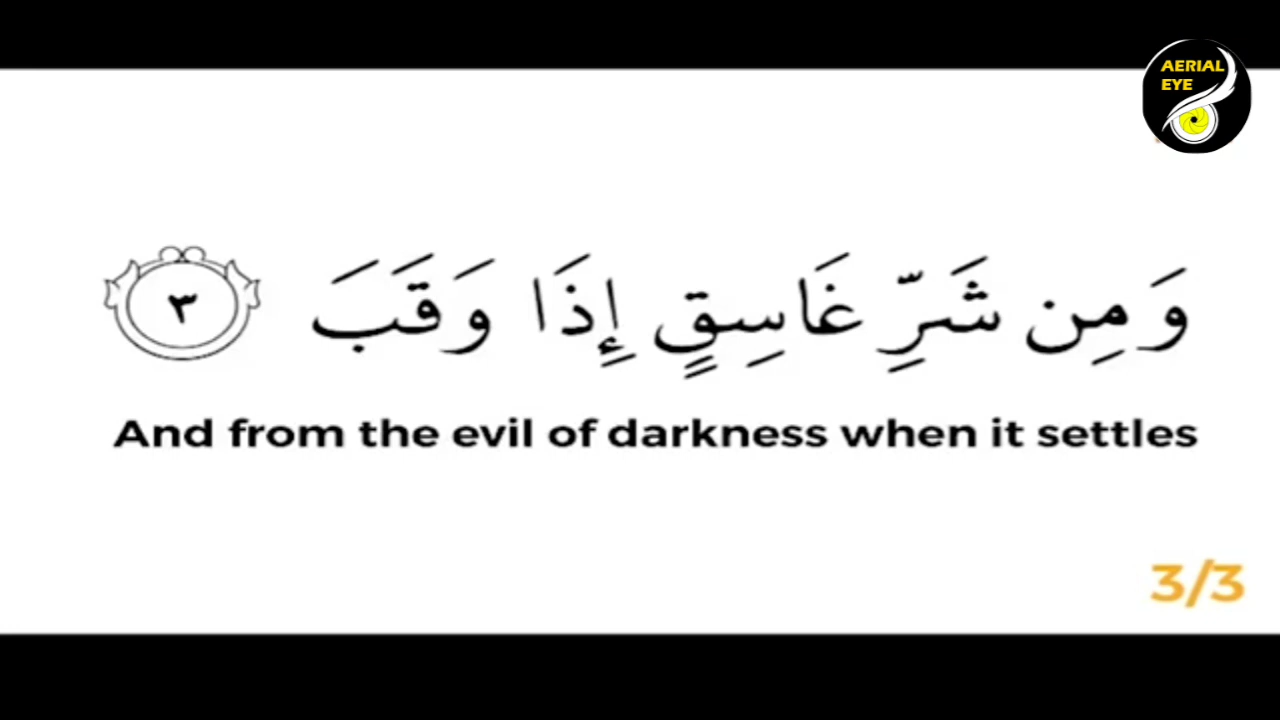 AERIAL
EYE
وَمِن شَرِّ غَاسِقٍ إِذَا وَقَبَ ٣
And from the evil of darkness when it settles
3/3